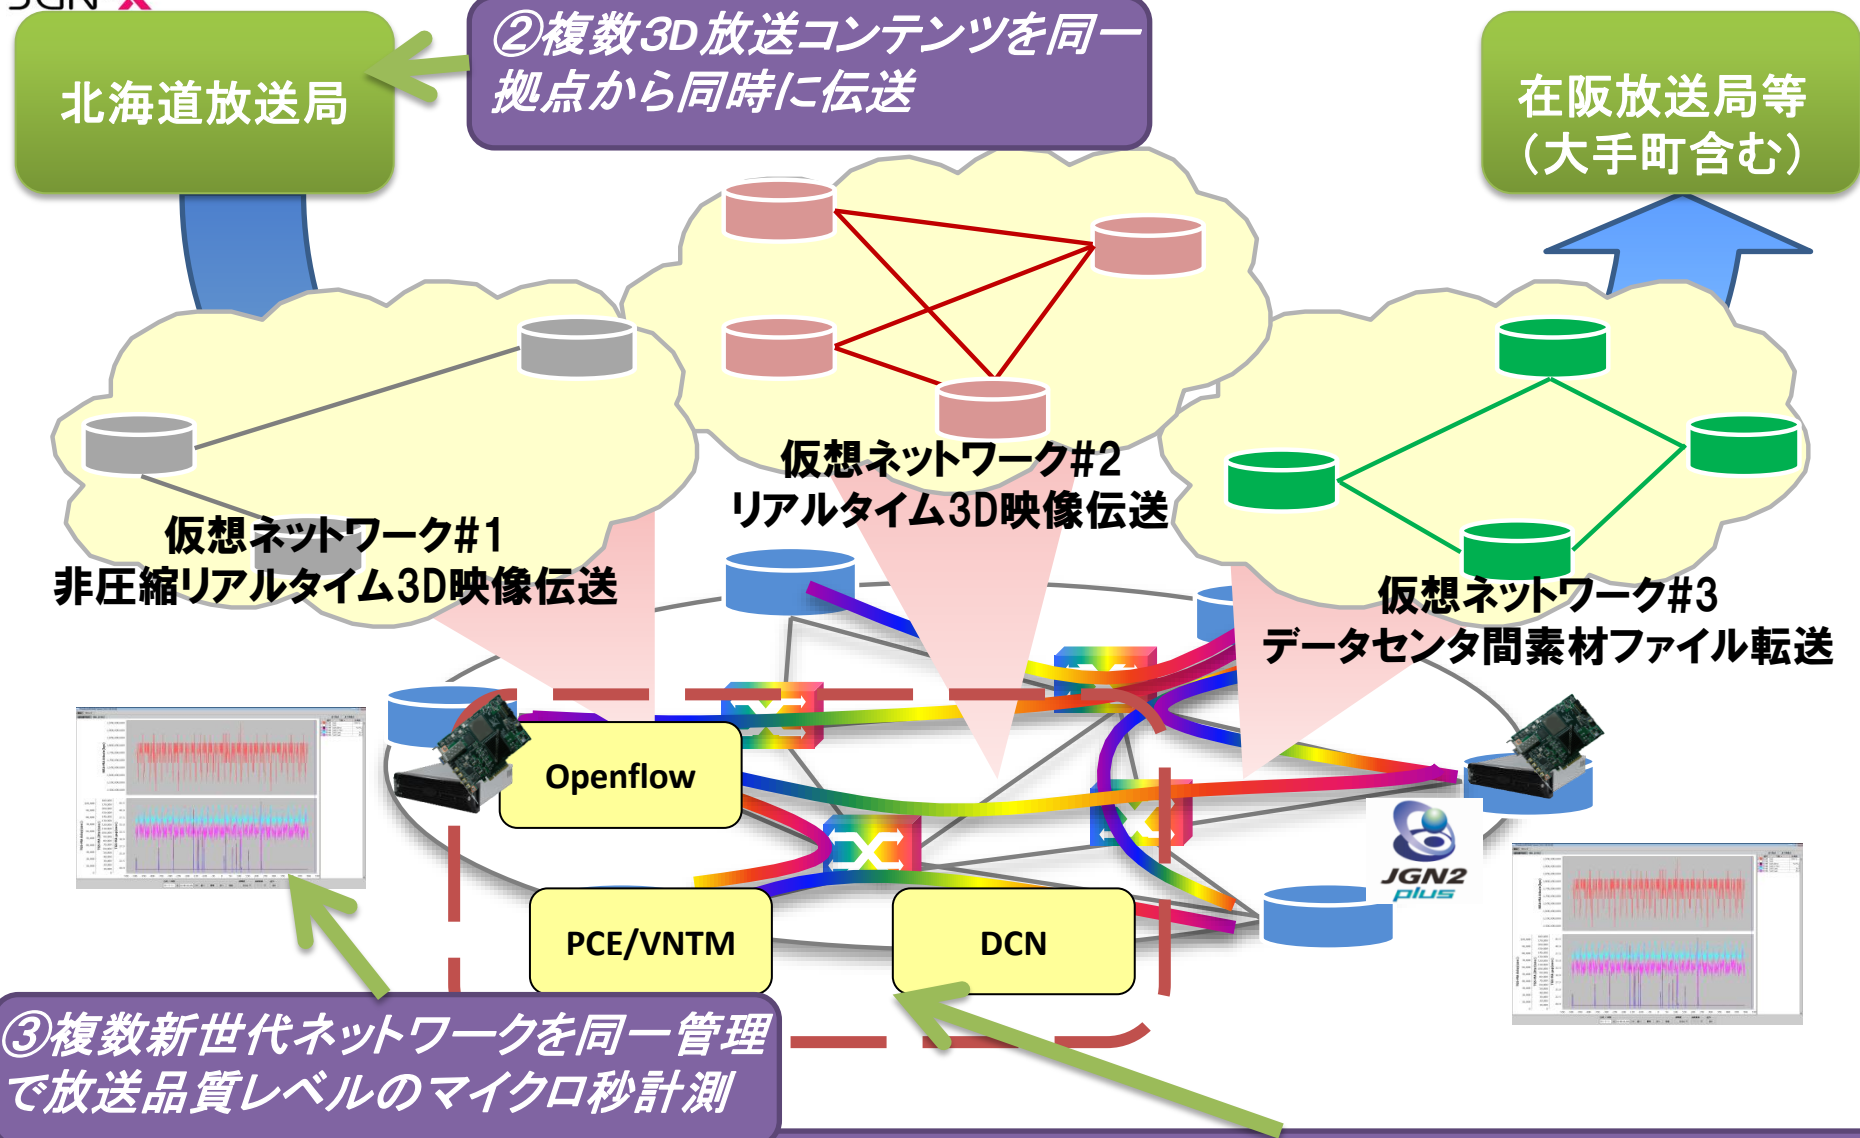 JGN X
北海道放送局
②複数3D放送コンテンツを同一
拠点から同時に伝送
在阪放送局等
（大手町含む）
仮想ネットワーク#2
リアルタイム3D映像伝送
仮想ネットワーク#1
非圧縮リアルタイム3D映像伝送
仮想ネットワーク#3
データセンタ間素材ファイル転送
Openflow
JGN2
plus
PCE/VNTM
DCN
③複数新世代ネットワークを同一管理
で放送品質レベルのマイクロ秒計測